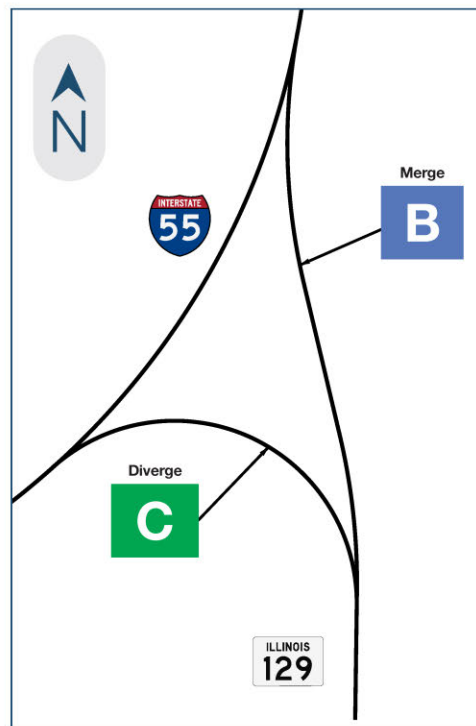 N
INTERSTATE
55
Merge
B
Diverge
C
ILLINOIS
129